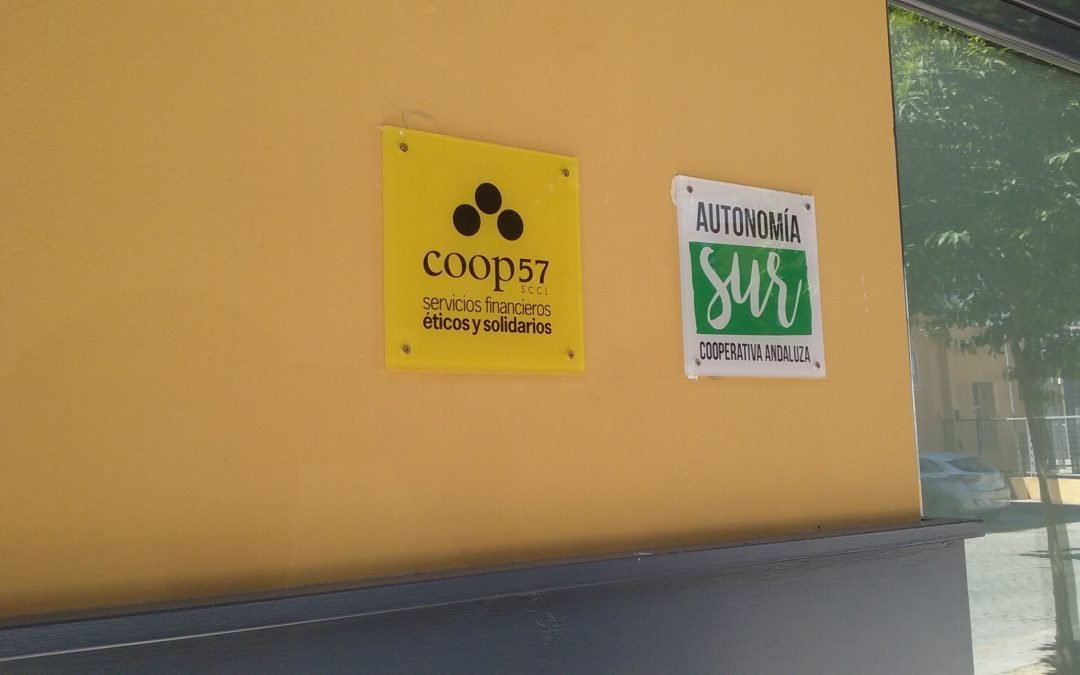 coop57
SCCL
servicios financieros
éticos y solidarios
AUTONOMÍA
sur
COOPERATIVA ANDALUZA